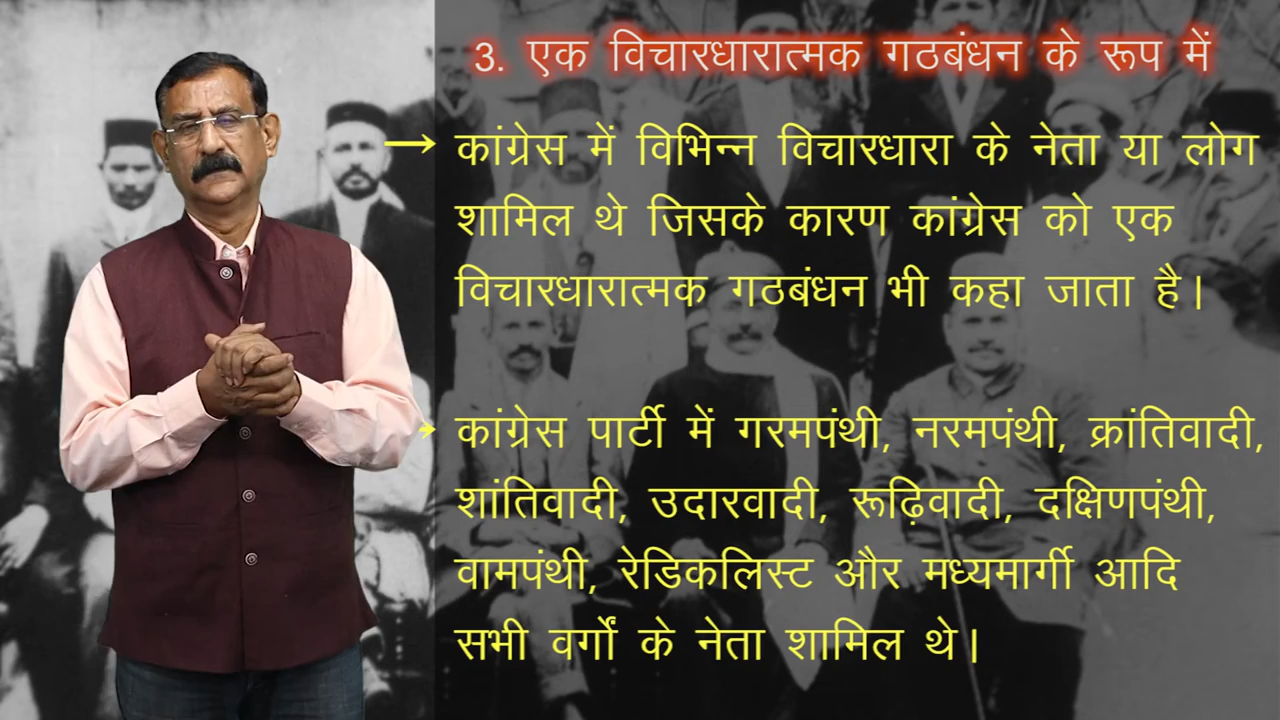 3. एक विचारधारात्मक गठबंधन के रूप में
→ कांग्रेस में विभिन्न विचारधारा के नेता या लोग
शामिल थे जिसके कारण कांग्रेस को एक
विचारधारात्मक गठबंधन भी कहा जाता है।
→ कांग्रेस पार्टी में गरमपंथी, नरमपंथी, क्रांतिवादी,
शांतिवादी, उदारवादी, रूढ़िवादी, दक्षिणपंथी,
वामपंथी, रेडिकलिस्ट और मध्यमार्गी आदि
सभी वर्गों के नेता शामिल थे।